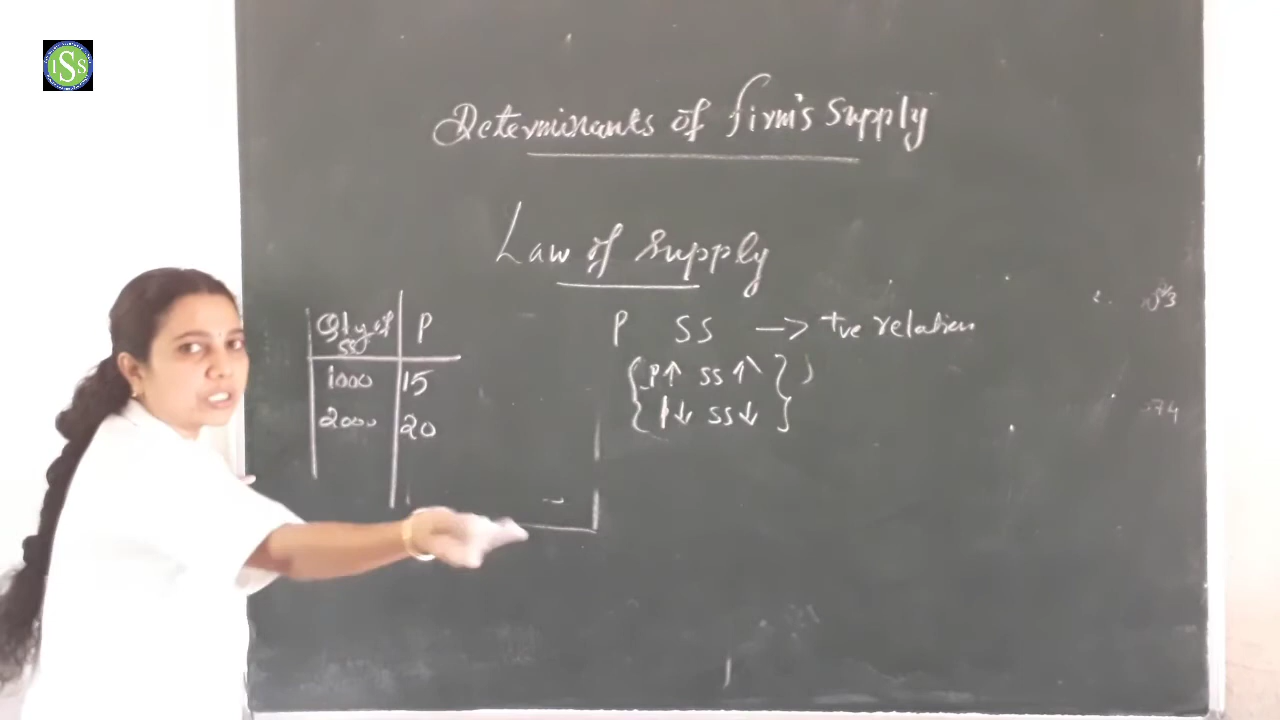 ISS
Determinants of firm's supply
Law of Supply
Qty of ss P
1000 15
2000 20
P SS —> +ve relation
{P↑ SS↑}
{P↓ SS↓}